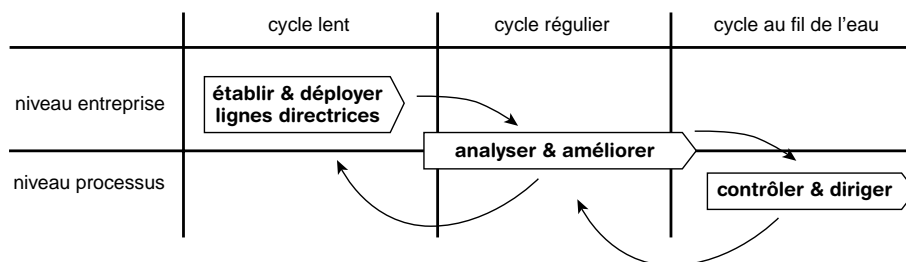 cycle lent
cycle régulier
cycle au fil de l'eau
niveau entreprise
établir & déployer
lignes directrices
analyser & améliorer
niveau processus
contrôler & diriger